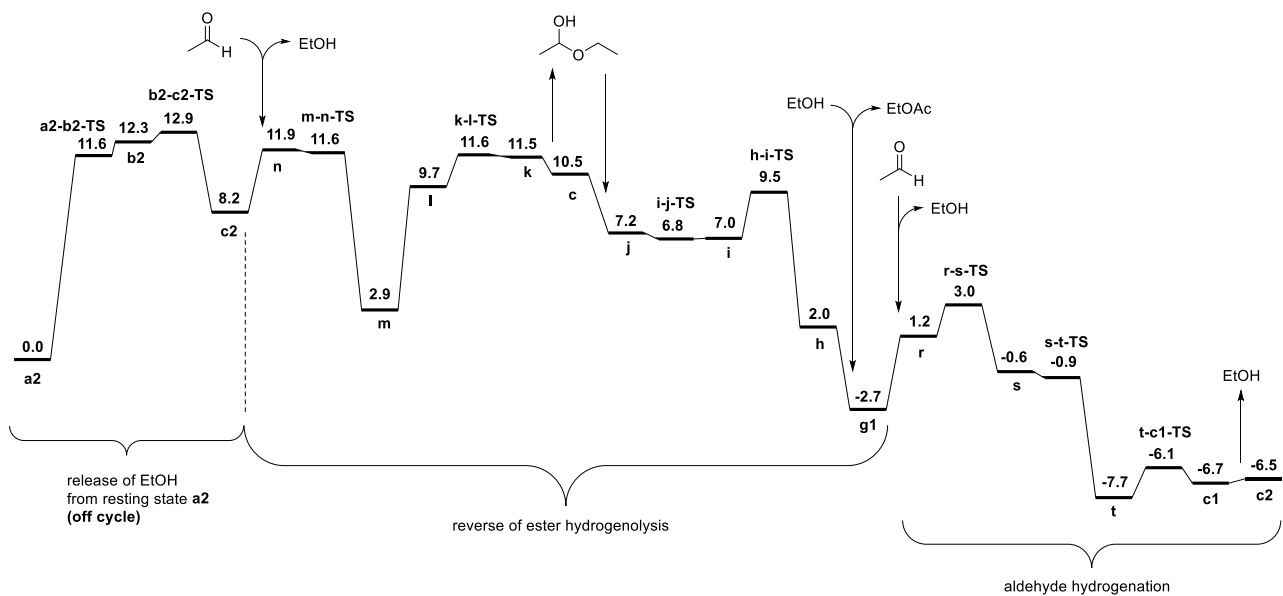 O
H
EtOH
OH
O
EtOH
EtOAc
O
H
EtOH
EtOH
a2-b2-TS
11.6
12.3
b2
b2-c2-TS
12.9
8.2
c2
11.9
n
m-n-TS
11.6
2.9
m
9.7
l
k-l-TS
11.6
11.5
k
10.5
c
7.2
j
i-j-TS
6.8
7.0
i
h-i-TS
9.5
2.0
h
-2.7
g1
1.2
r
r-s-TS
3.0
-0.6
s
s-t-TS
-0.9
-7.7
t
t-c1-TS
-6.1
-6.7
c1
-6.5
c2
0.0
a2
release of EtOH
from resting state a2
(off cycle)
reverse of ester hydrogenolysis
aldehyde hydrogenation